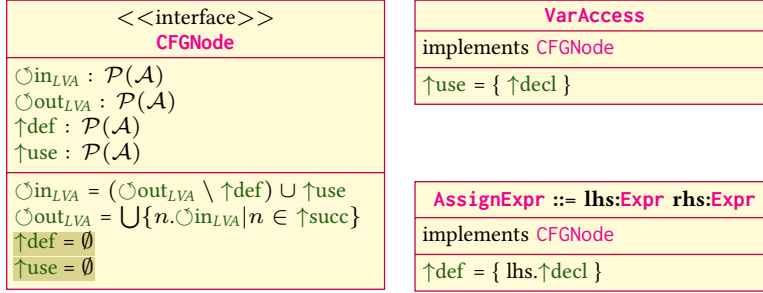 <<interface>>
CFGNode
↺in_LVA : 𝒫(𝒜)
↺out_LVA : 𝒫(𝒜)
↑def : 𝒫(𝒜)
↑use : 𝒫(𝒜)
↺in_LVA = (↺out_LVA \ ↑def) ∪ ↑use
↺out_LVA = ⋃{n.↺in_LVA|n ∈ ↑succ}
↑def = ∅
↑use = ∅
VarAccess
implements CFGNode
↑use = { ↑decl }
AssignExpr ::= lhs:Expr rhs:Expr
implements CFGNode
↑def = { lhs.↑decl }